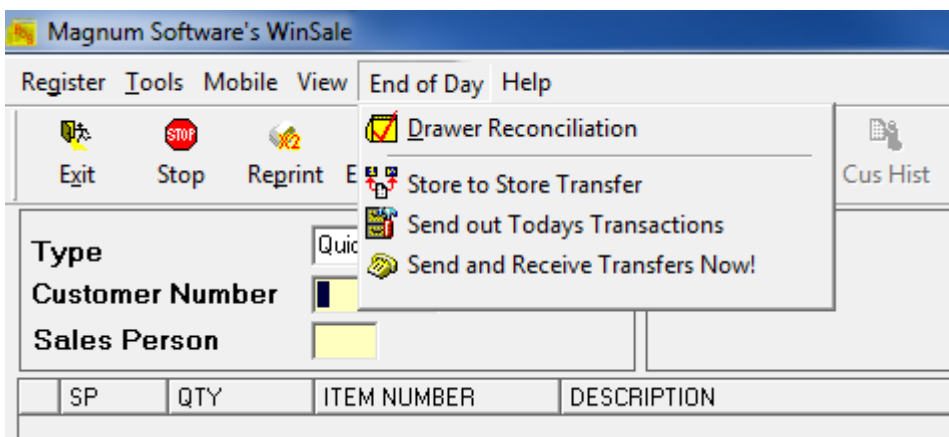 Magnum Software's WinSale
Register Tools Mobile View End of Day Help
Exit
STOP
Stop
x2
Reprint
E
Cus Hist
Drawer Reconciliation
Store to Store Transfer
Send out Todays Transactions
Send and Receive Transfers Now!
Type Quic
Customer Number
Sales Person
SP QTY ITEM NUMBER DESCRIPTION